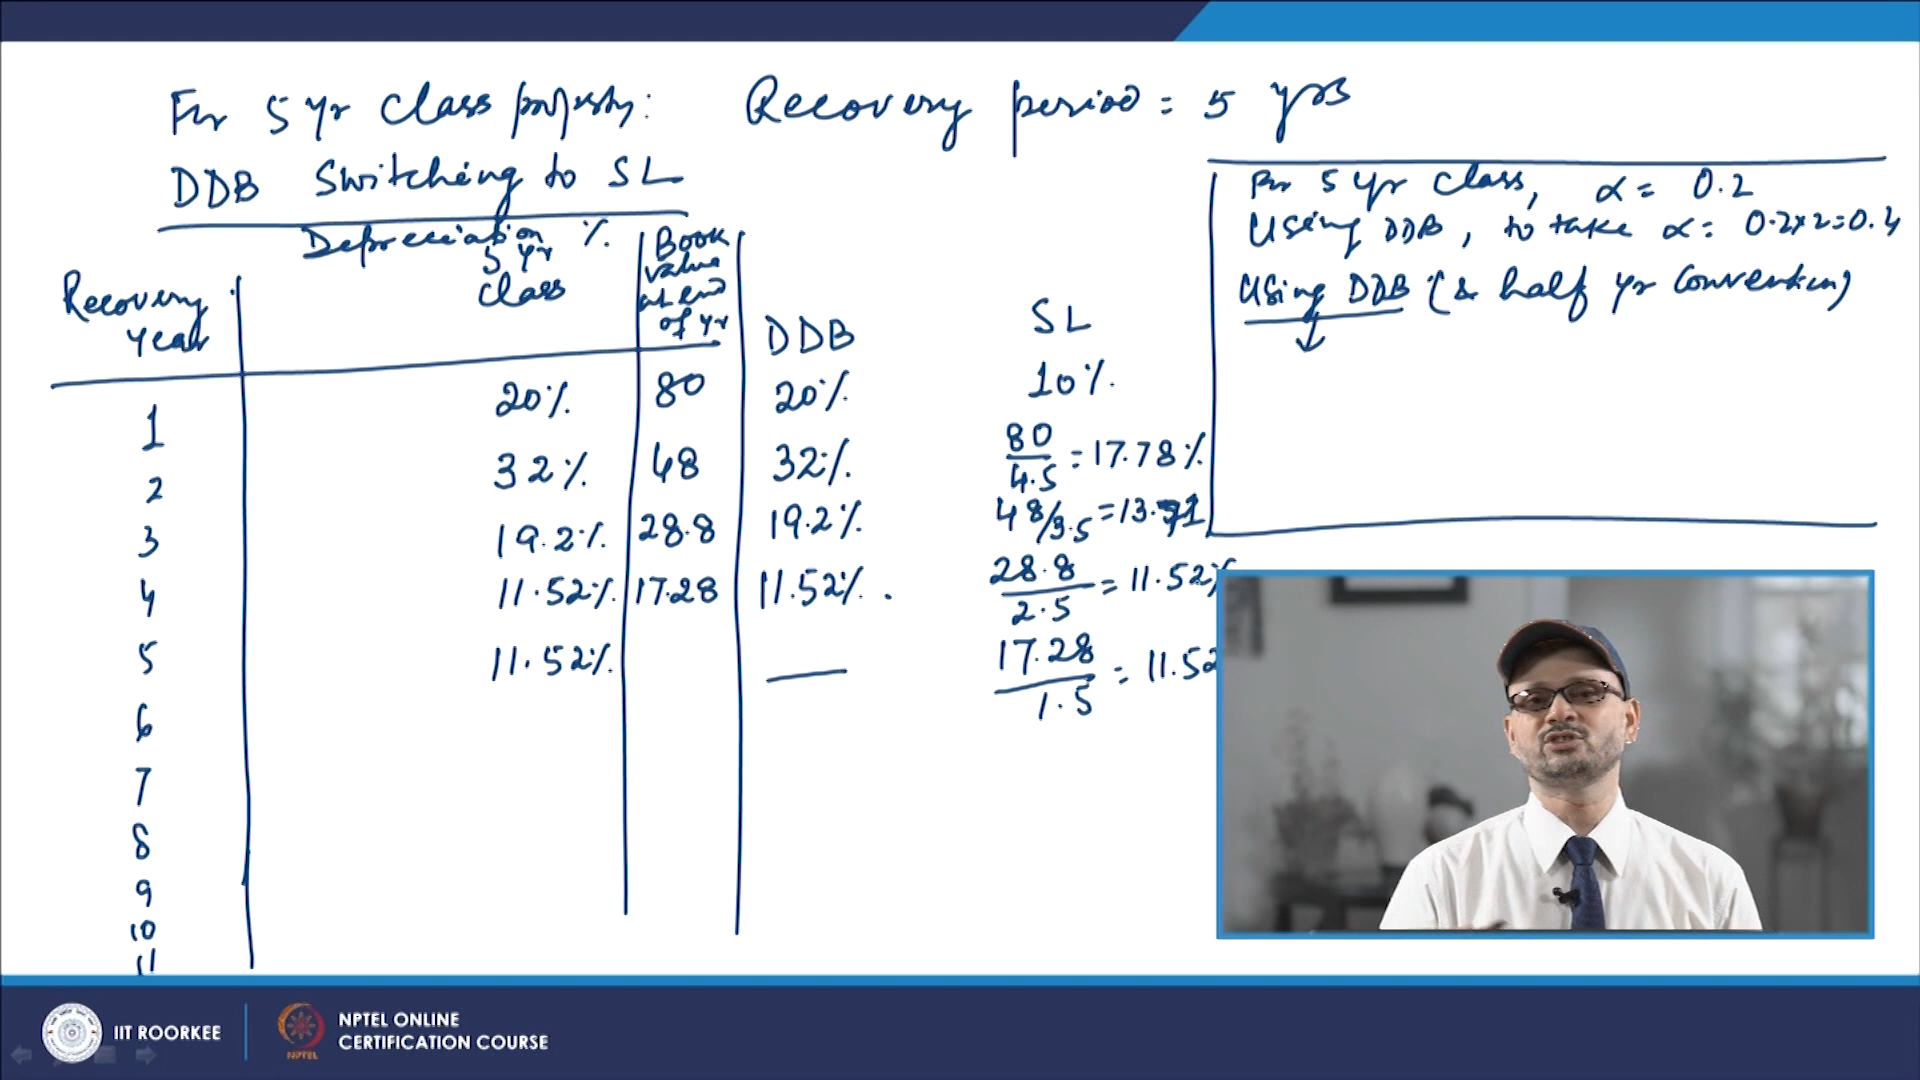 For 5 Yr Class property: Recovery period = 5 yrs
DDB Switching to SL
Recovery Year
Depreciation %
5 Yr Class
Book value at end of yr
DDB
SL
1 20% 80 20% 10%
2 32% 48 32% 80/4.5 = 17.78%
3 19.2% 28.8 19.2% 48/3.5 = 13.71
4 11.52% 17.28 11.52%. 28.8/2.5 = 11.52%
5 11.52% — 17.28/1.5 = 11.52
6
7
8
9
10
11
For 5 yr Class, α = 0.2
Using DDB, to take α = 0.2×2=0.4
Using DDB (& half yr Convention)
↓
IIT ROORKEE
NPTEL
NPTEL ONLINE
CERTIFICATION COURSE